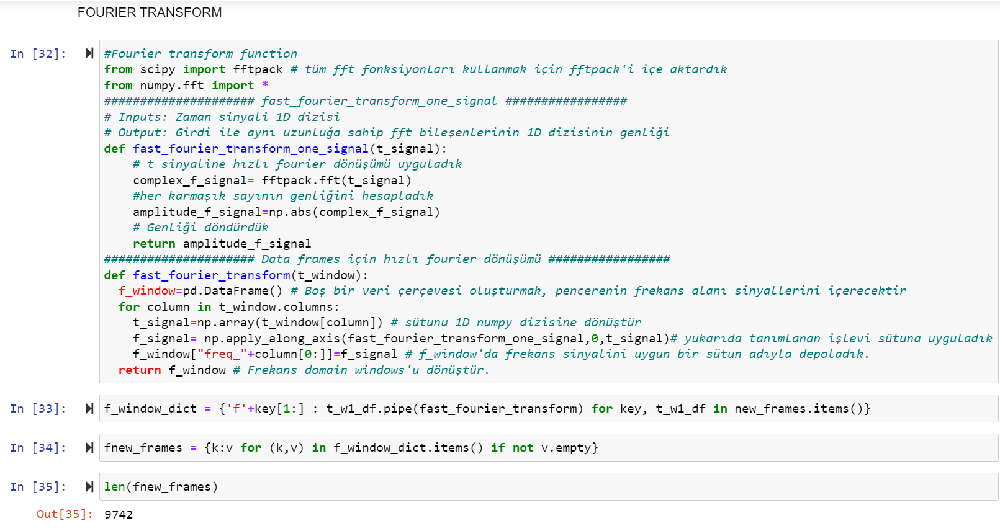 FOURIER TRANSFORM
In [32]:
#Fourier transform function
from scipy import fftpack # tüm fft fonksiyonları kullanmak için fftpack'i içe aktardık
from numpy.fft import *
##################### fast_fourier_transform_one_signal #################
# Inputs: Zaman sinyali 1D dizisi
# Output: Girdi ile aynı uzunluğa sahip fft bileşenlerinin 1D dizisinin genliği
def fast_fourier_transform_one_signal(t_signal):
    # t sinyaline hızlı fourier dönüşümü uyguladık
    complex_f_signal= fftpack.fft(t_signal)
    #her karmaşık sayının genliğini hesapladık
    amplitude_f_signal=np.abs(complex_f_signal)
    # Genliği döndürdük
    return amplitude_f_signal
##################### Data frames için hızlı fourier dönüşümü #################
def fast_fourier_transform(t_window):
  f_window=pd.DataFrame() # Boş bir veri çerçevesi oluşturmak, pencerenin frekans alanı sinyallerini içerecektir
  for column in t_window.columns:
    t_signal=np.array(t_window[column]) # sütunu 1D numpy dizisine dönüştür
    f_signal= np.apply_along_axis(fast_fourier_transform_one_signal,0,t_signal)# yukarıda tanımlanan işlevi sütuna uyguladık
    f_window["freq_"+column[0:]]=f_signal # f_window'da frekans sinyalini uygun bir sütun adıyla depoladık.
  return f_window # Frekans domain windows'u dönüştür.
In [33]:
f_window_dict = {'f'+key[1:] : t_w1_df.pipe(fast_fourier_transform) for key, t_w1_df in new_frames.items()}
In [34]:
fnew_frames = {k:v for (k,v) in f_window_dict.items() if not v.empty}
In [35]:
len(fnew_frames)
Out[35]:
9742